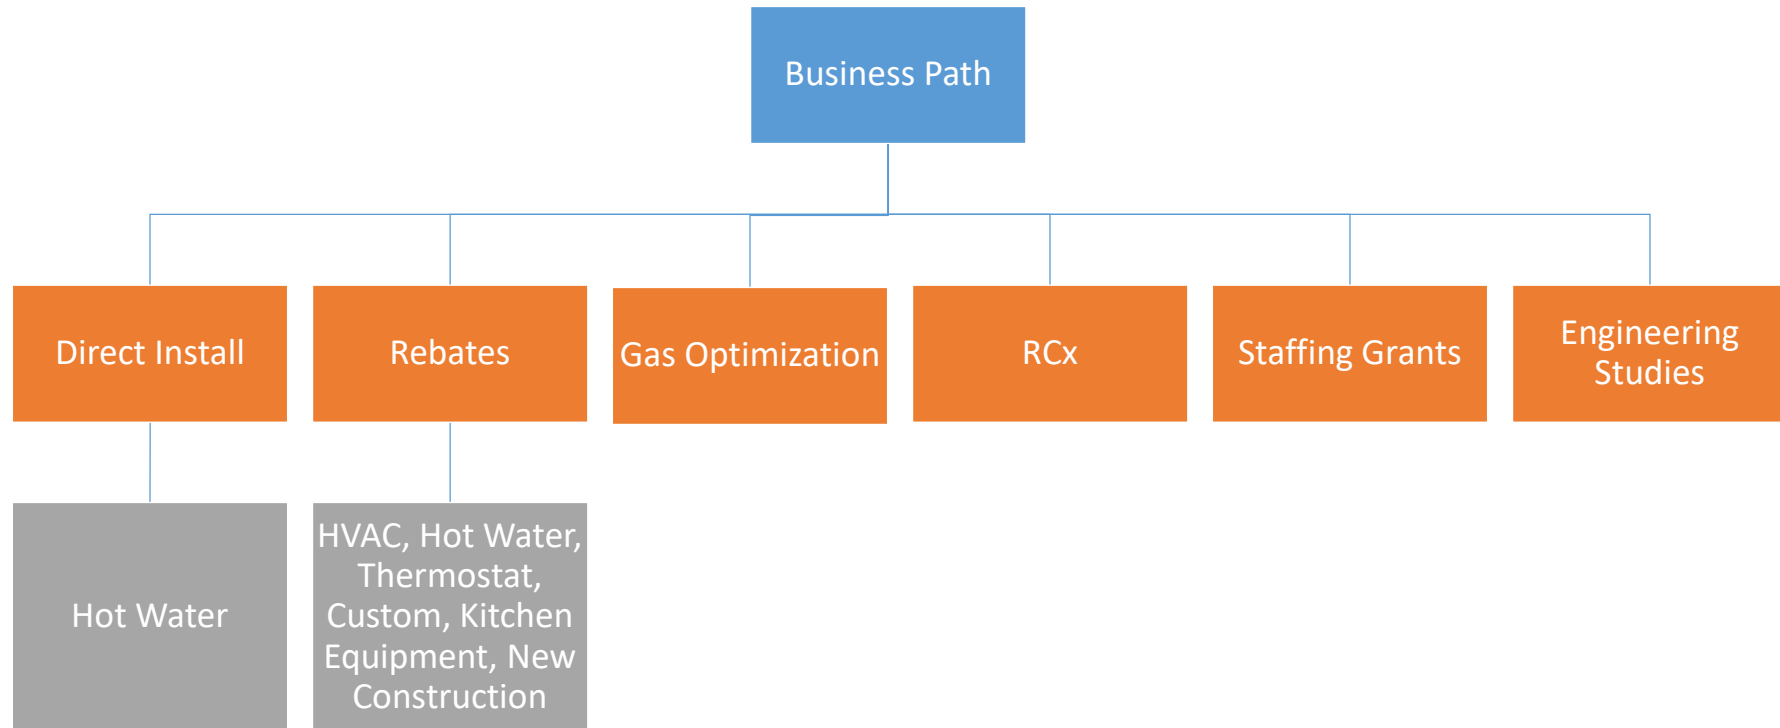 Business Path
Direct Install
Rebates
Gas Optimization
RCx
Staffing Grants
Engineering
Studies
Hot Water
HVAC, Hot Water,
Thermostat,
Custom, Kitchen
Equipment, New
Construction